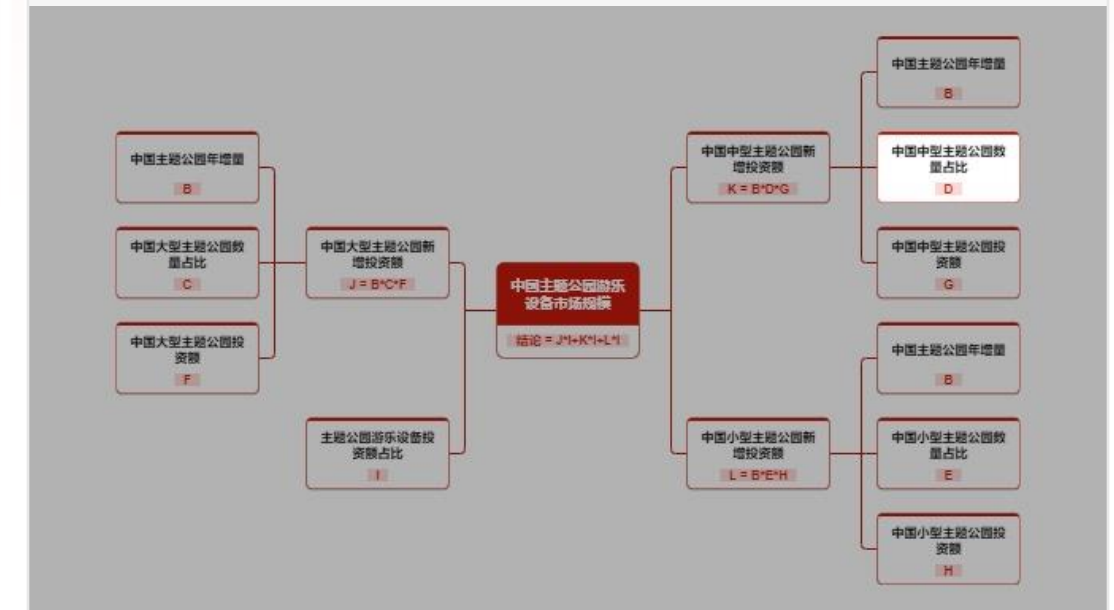 中国主题公园年增量
B
中国大型主题公园数
量占比
C
中国大型主题公园投
资额
F
中国大型主题公园新
增投资额
J = B*C*F
主题公园游乐设备投
资额占比
I
中国主题公园游乐
设备市场规模
结论 = J*I+K*I+L*I
中国中型主题公园新
增投资额
K = B*D*G
中国主题公园年增量
B
中国中型主题公园数
量占比
D
中国中型主题公园投
资额
G
中国小型主题公园新
增投资额
L = B*E*H
中国主题公园年增量
B
中国小型主题公园数
量占比
E
中国小型主题公园投
资额
H